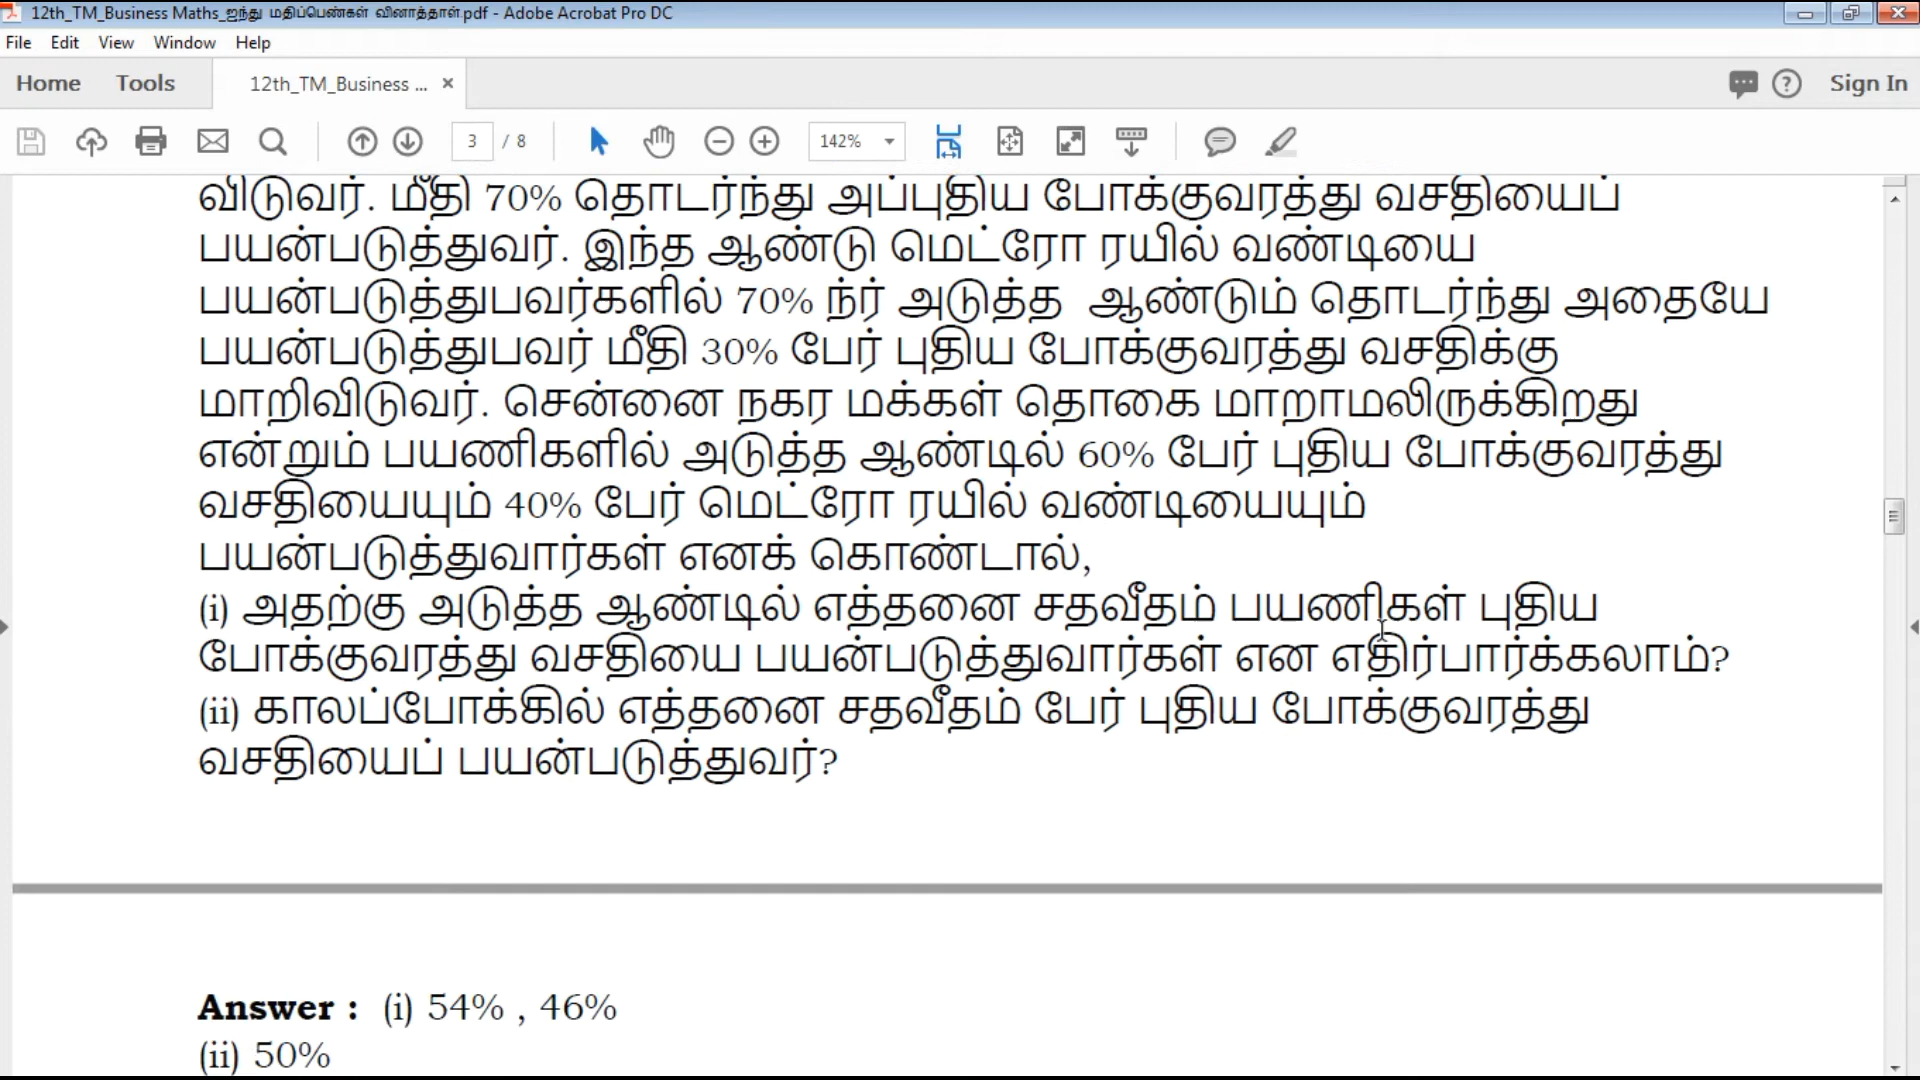 12th_TM_Business Maths_ஐந்து மதிப்பெண்கள் வினாத்தாள்.pdf - Adobe Acrobat Pro DC
File Edit View Window Help
Home Tools 12th_TM_Business ... × Sign In
3 / 8 142%
விடுவர். மீதி 70% தொடர்ந்து அப்புதிய போக்குவரத்து வசதியைப்
பயன்படுத்துவர். இந்த ஆண்டு மெட்ரோ ரயில் வண்டியை
பயன்படுத்துபவர்களில் 70% ந்ர் அடுத்த ஆண்டும் தொடர்ந்து அதையே
பயன்படுத்துபவர் மீதி 30% பேர் புதிய போக்குவரத்து வசதிக்கு
மாறிவிடுவர். சென்னை நகர மக்கள் தொகை மாறாமலிருக்கிறது
என்றும் பயணிகளில் அடுத்த ஆண்டில் 60% பேர் புதிய போக்குவரத்து
வசதியையும் 40% பேர் மெட்ரோ ரயில் வண்டியையும்
பயன்படுத்துவார்கள் எனக் கொண்டால்,
(i) அதற்கு அடுத்த ஆண்டில் எத்தனை சதவீதம் பயணிகள் புதிய
போக்குவரத்து வசதியை பயன்படுத்துவார்கள் என எதிர்பார்க்கலாம்?
(ii) காலப்போக்கில் எத்தனை சதவீதம் பேர் புதிய போக்குவரத்து
வசதியைப் பயன்படுத்துவர்?
Answer : (i) 54% , 46%
(ii) 50%